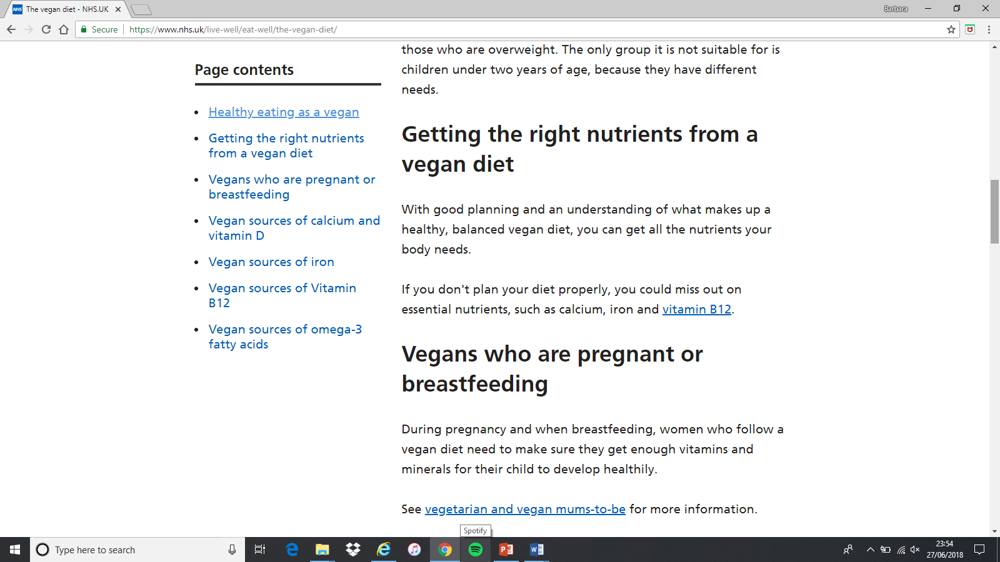 The vegan diet - NHS.UK
Barbara
Secure
https://www.nhs.uk/live-well/eat-well/the-vegan-diet/
Page contents
Healthy eating as a vegan
Getting the right nutrients
from a vegan diet
Vegans who are pregnant or
breastfeeding
Vegan sources of calcium and
vitamin D
Vegan sources of iron
Vegan sources of Vitamin
B12
Vegan sources of omega-3
fatty acids
those who are overweight. The only group it is not suitable for is
children under two years of age, because they have different
needs.
Getting the right nutrients from a
vegan diet
With good planning and an understanding of what makes up a
healthy, balanced vegan diet, you can get all the nutrients your
body needs.
If you don't plan your diet properly, you could miss out on
essential nutrients, such as calcium, iron and vitamin B12.
Vegans who are pregnant or
breastfeeding
During pregnancy and when breastfeeding, women who follow a
vegan diet need to make sure they get enough vitamins and
minerals for their child to develop healthily.
See vegetarian and vegan mums-to-be for more information.
Spotify
Type here to search
23:54
27/06/2018